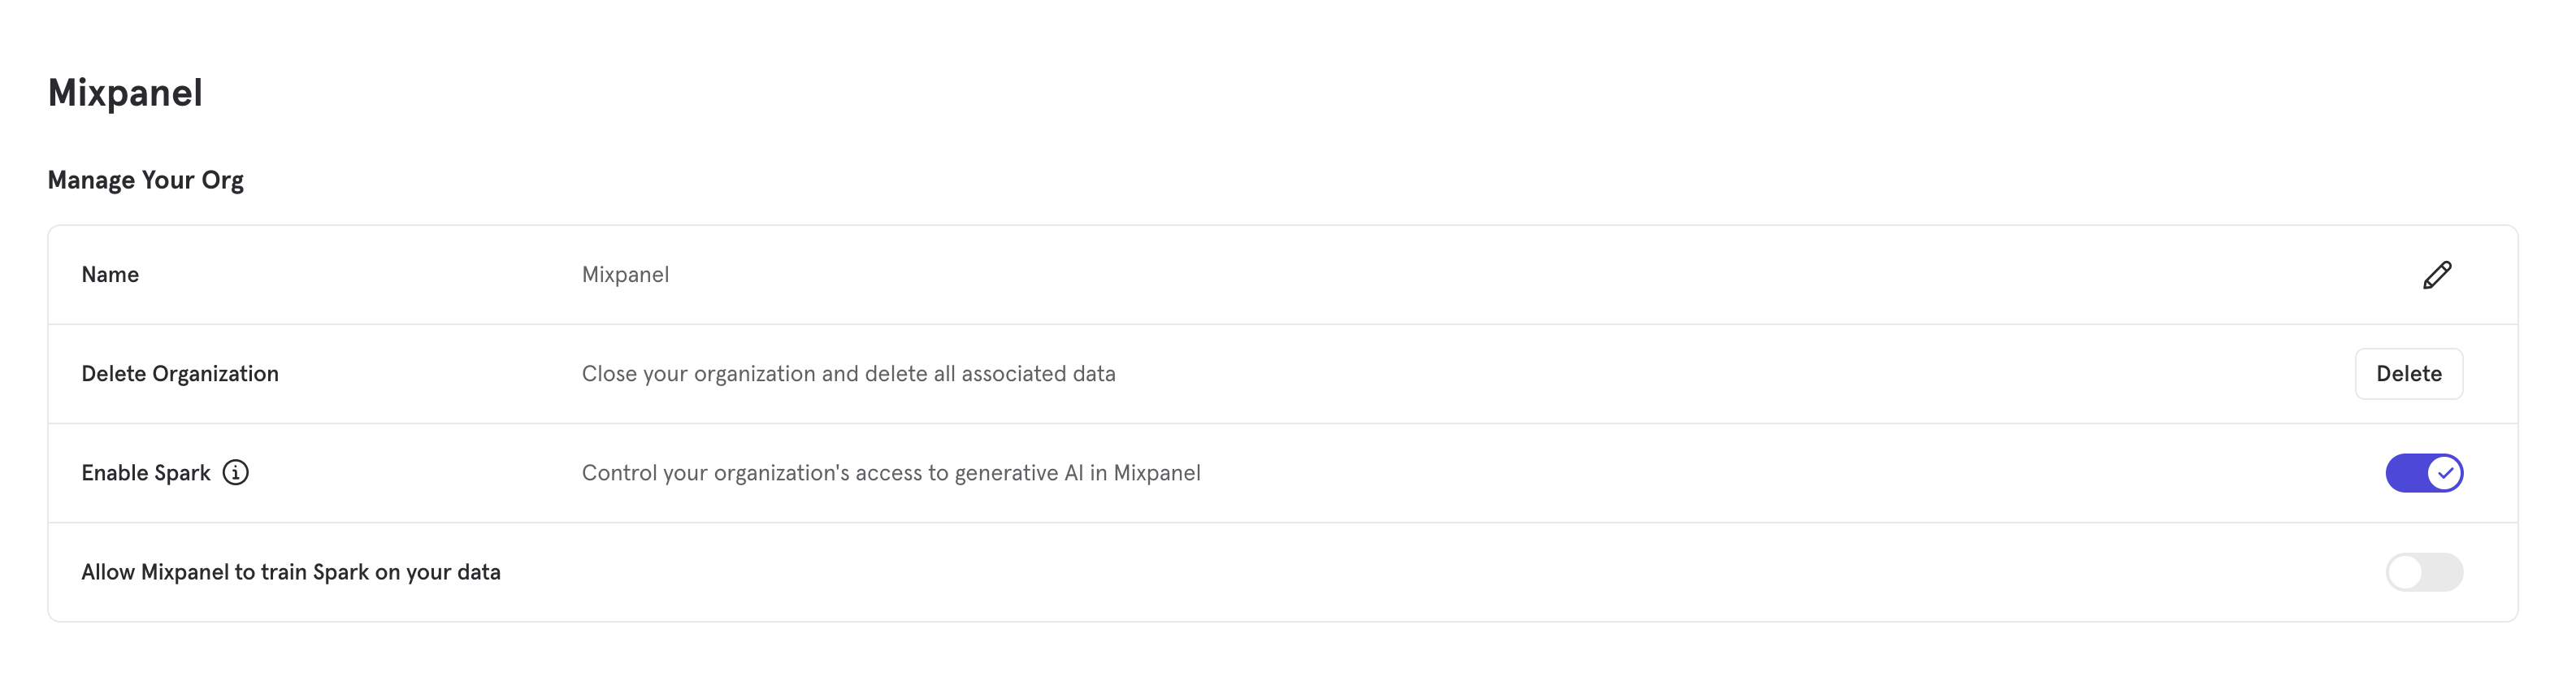 Mixpanel
Manage Your Org
Name Mixpanel
Delete Organization Close your organization and delete all associated data Delete
Enable Spark Control your organization's access to generative AI in Mixpanel
Allow Mixpanel to train Spark on your data